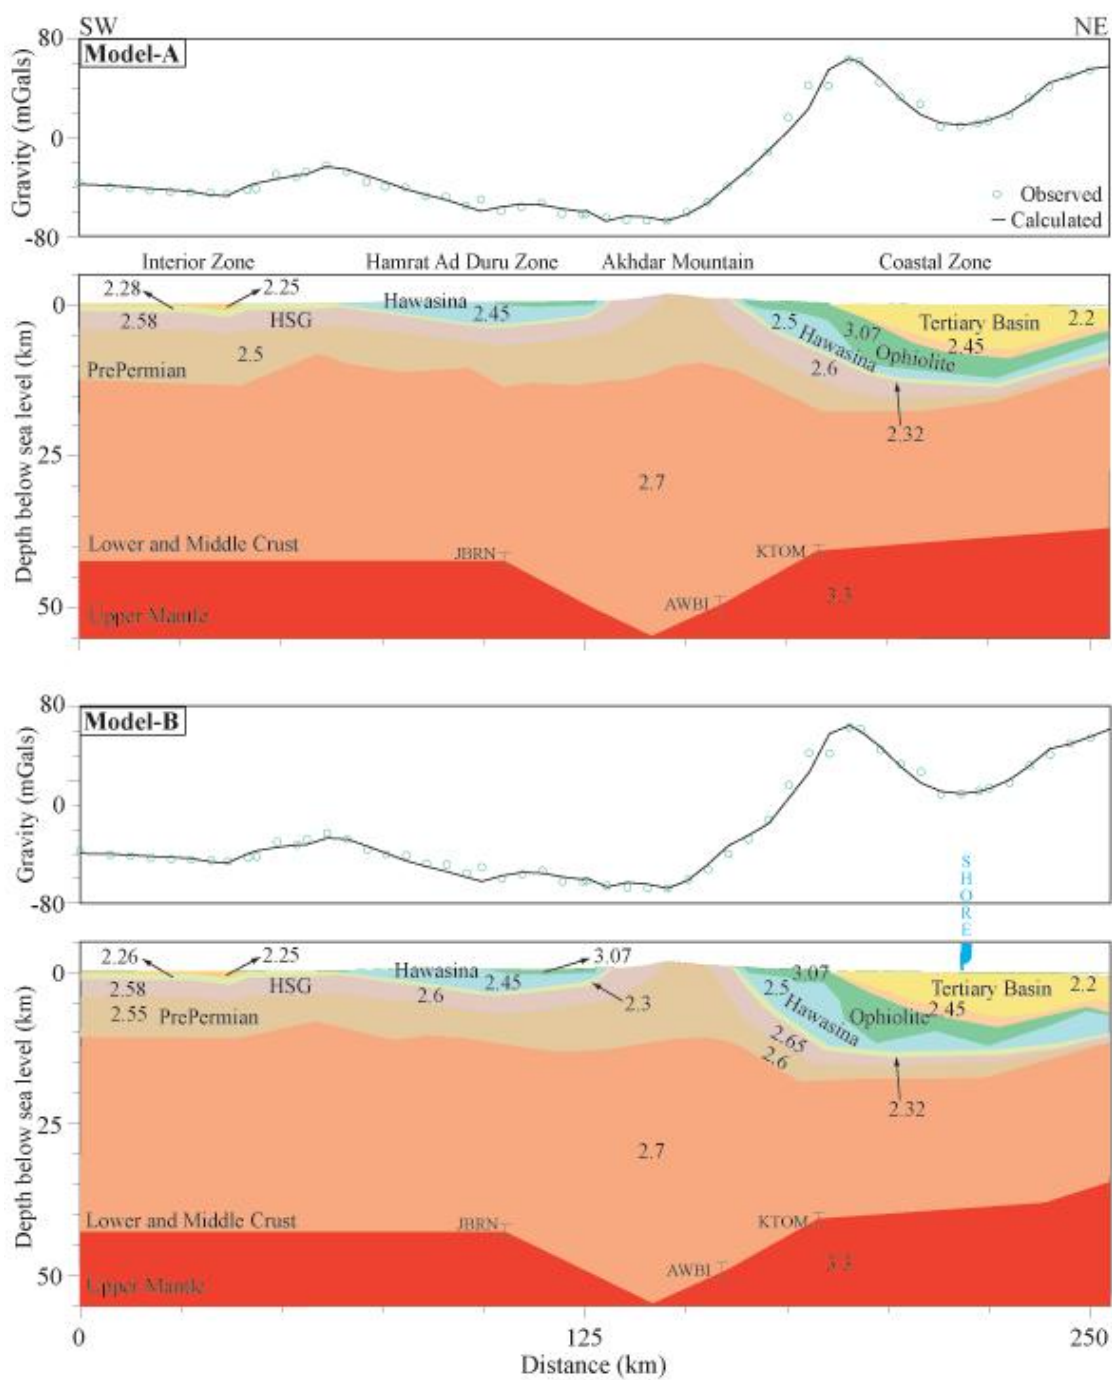 SW NE
80
Model-A
Gravity (mGals)
0
Observed
Calculated
-80
Interior Zone Hamrat Ad Duru Zone Akhdar Mountain Coastal Zone
2.28 2.25
Hawasina
0
2.58 HSG 2.45 2.5 3.07 Tertiary Basin 2.2
2.5 Hawasina Ophiolite 2.45
PrePermian 2.6
2.32
Depth below sea level (km)
25
2.7
Lower and Middle Crust JBRN KTOM
50
Upper Mantle AWBI 3.3
80
Model-B
Gravity (mGals)
0
SHORE
-80
2.26 2.25 3.07
0
Hawasina 3.07
2.58 HSG 2.6 2.45 2.5 Tertiary Basin 2.2
2.55 PrePermian 2.3 Hawasina Ophiolite 2.45
2.65
2.6
2.32
Depth below sea level (km)
25
2.7
Lower and Middle Crust JBRN KTOM
50
Upper Mantle AWBI 3.3
0 125 250
Distance (km)